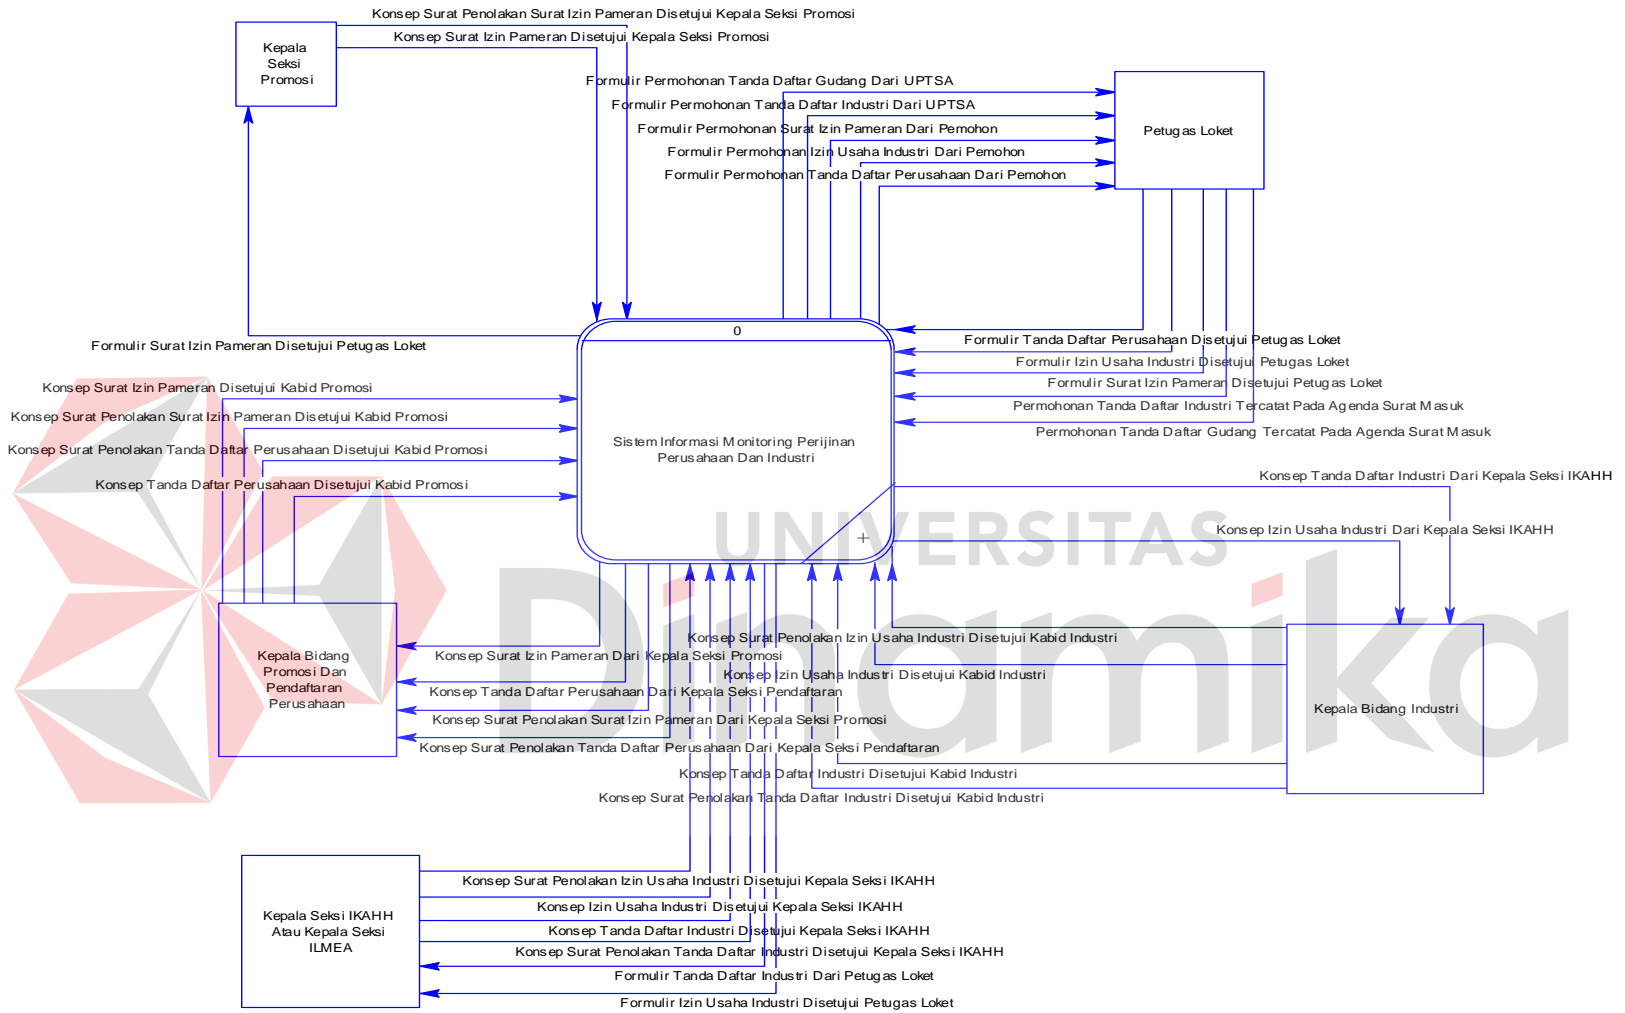 Konsep Surat Penolakan Surat Izin Pameran Disetujui Kepala Seksi Promosi
Konsep Surat Izin Pameran Disetujui Kepala Seksi Promosi
Kepala
Seksi
Promosi
Formulir Permohonan Tanda Daftar Gudang Dari UPTSA
Formulir Permohonan Tanda Daftar Industri Dari UPTSA
Formulir Permohonan Surat Izin Pameran Dari Pemohon
Formulir Permohonan Izin Usaha Industri Dari Pemohon
Formulir Permohonan Tanda Daftar Perusahaan Dari Pemohon
Petugas Loket
0
Formulir Surat Izin Pameran Disetujui Petugas Loket
Formulir Tanda Daftar Perusahaan Disetujui Petugas Loket
Formulir Izin Usaha Industri Disetujui Petugas Loket
Formulir Surat Izin Pameran Disetujui Petugas Loket
Permohonan Tanda Daftar Industri Tercatat Pada Agenda Surat Masuk
Permohonan Tanda Daftar Gudang Tercatat Pada Agenda Surat Masuk
Konsep Surat Izin Pameran Disetujui Kabid Promosi
Konsep Surat Penolakan Surat Izin Pameran Disetujui Kabid Promosi
Konsep Surat Penolakan Tanda Daftar Perusahaan Disetujui Kabid Promosi
Konsep Tanda Daftar Perusahaan Disetujui Kabid Promosi
Sistem Informasi Monitoring Perijinan
Perusahaan Dan Industri
Konsep Tanda Daftar Industri Dari Kepala Seksi IKAHH
Konsep Izin Usaha Industri Dari Kepala Seksi IKAHH
UNIVERSITAS
Dinamika
Kepala Bidang
Promosi Dan
Pendaftaran
Perusahaan
Konsep Surat Izin Pameran Dari Kepala Seksi Promosi
Konsep Tanda Daftar Perusahaan Dari Kepala Seksi Pendaftaran
Konsep Surat Penolakan Surat Izin Pameran Dari Kepala Seksi Promosi
Konsep Surat Penolakan Tanda Daftar Perusahaan Dari Kepala Seksi Pendaftaran
Konsep Surat Penolakan Izin Usaha Industri Disetujui Kabid Industri
Konsep Izin Usaha Industri Disetujui Kabid Industri
Kepala Bidang Industri
Konsep Tanda Daftar Industri Disetujui Kabid Industri
Konsep Surat Penolakan Tanda Daftar Industri Disetujui Kabid Industri
Kepala Seksi IKAHH
Atau Kepala Seksi
ILMEA
Konsep Surat Penolakan Izin Usaha Industri Disetujui Kepala Seksi IKAHH
Konsep Izin Usaha Industri Disetujui Kepala Seksi IKAHH
Konsep Tanda Daftar Industri Disetujui Kepala Seksi IKAHH
Konsep Surat Penolakan Tanda Daftar Industri Disetujui Kepala Seksi IKAHH
Formulir Tanda Daftar Industri Dari Petugas Loket
Formulir Izin Usaha Industri Disetujui Petugas Loket